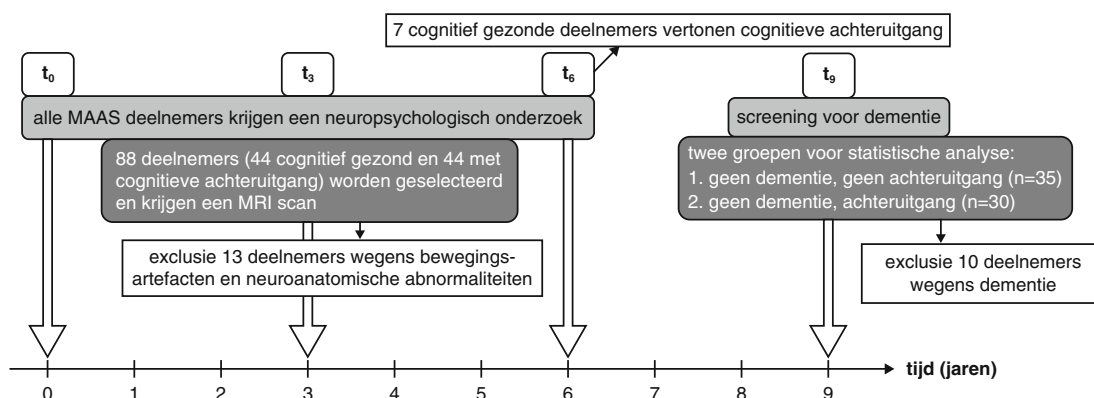 7 cognitief gezonde deelnemers vertonen cognitieve achteruitgang
t₀
t₃
t₆
t₉
alle MAAS deelnemers krijgen een neuropsychologisch onderzoek
screening voor dementie
88 deelnemers (44 cognitief gezond en 44 met
cognitieve achteruitgang) worden geselecteerd
en krijgen een MRI scan
twee groepen voor statistische analyse:
1. geen dementie, geen achteruitgang (n=35)
2. geen dementie, achteruitgang (n=30)
exclusie 13 deelnemers wegens bewegings-
artefacten en neuroanatomische abnormaliteiten
exclusie 10 deelnemers
wegens dementie
tijd (jaren)
0 1 2 3 4 5 6 7 8 9